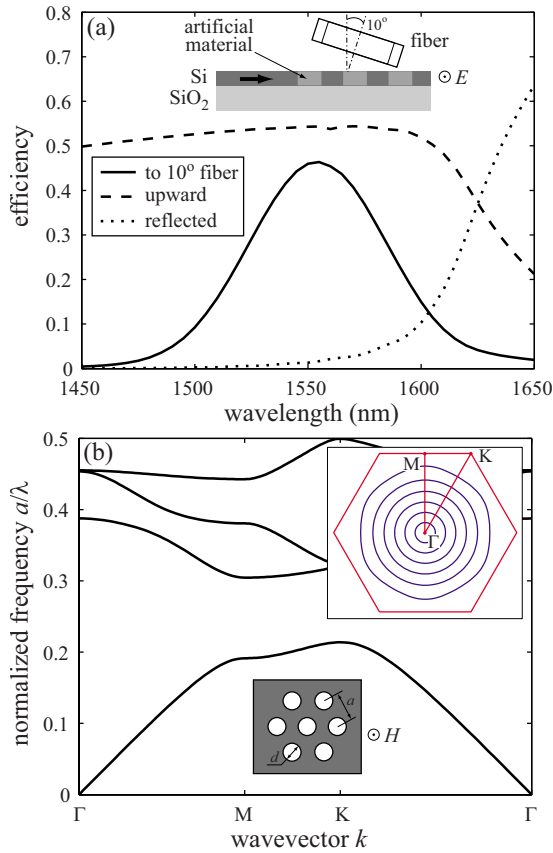 (a)
0.8
0.7
0.6
0.5
0.4
0.3
0.2
0.1
0
efficiency
artificial
material
10°
fiber
Si
SiO2
E
to 10° fiber
upward
reflected
1450
1500
1550
1600
1650
wavelength (nm)
(b)
0.5
0.4
0.3
0.2
0.1
0
normalized frequency a/λ
M
K
Γ
a
d
H
Γ
M
K
Γ
wavevector k